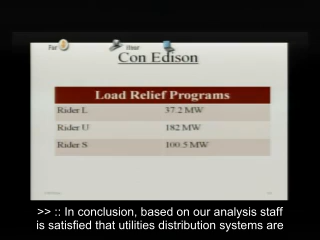 Con Edison
Load Relief Programs
Rider L 37.2 MW
Rider U 182 MW
Rider S 100.5 MW
>> :: In conclusion, based on our analysis staff
is satisfied that utilities distribution systems are